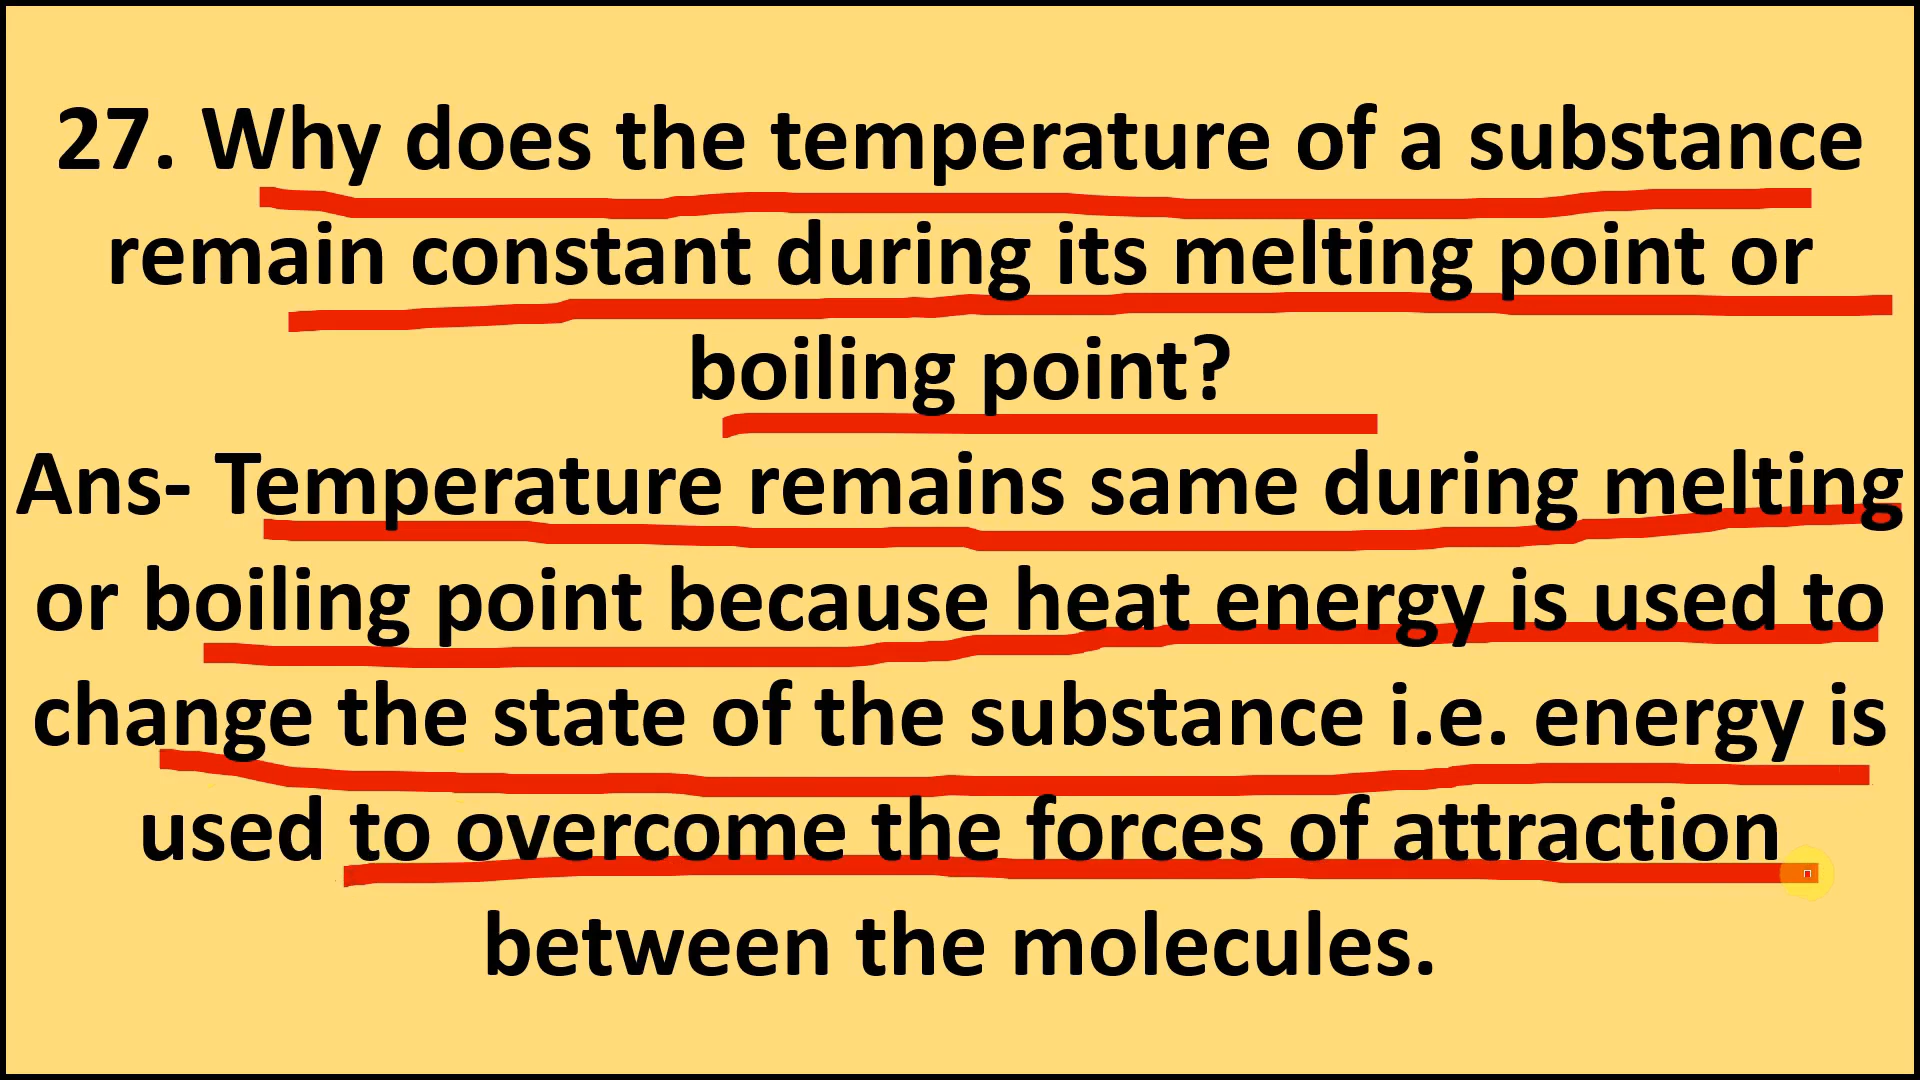 27. Why does the temperature of a substance
remain constant during its melting point or
boiling point?
Ans- Temperature remains same during melting
or boiling point because heat energy is used to
change the state of the substance i.e. energy is
used to overcome the forces of attraction
between the molecules.